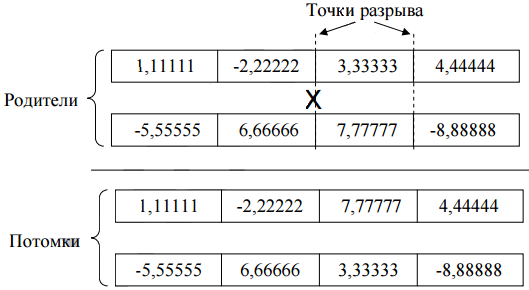 Точки разрыва
1,11111 -2,22222 3,33333 4,44444
Родители
X
-5,55555 6,66666 7,77777 -8,88888
1,11111 -2,22222 7,77777 4,44444
Потомки
-5,55555 6,66666 3,33333 -8,88888